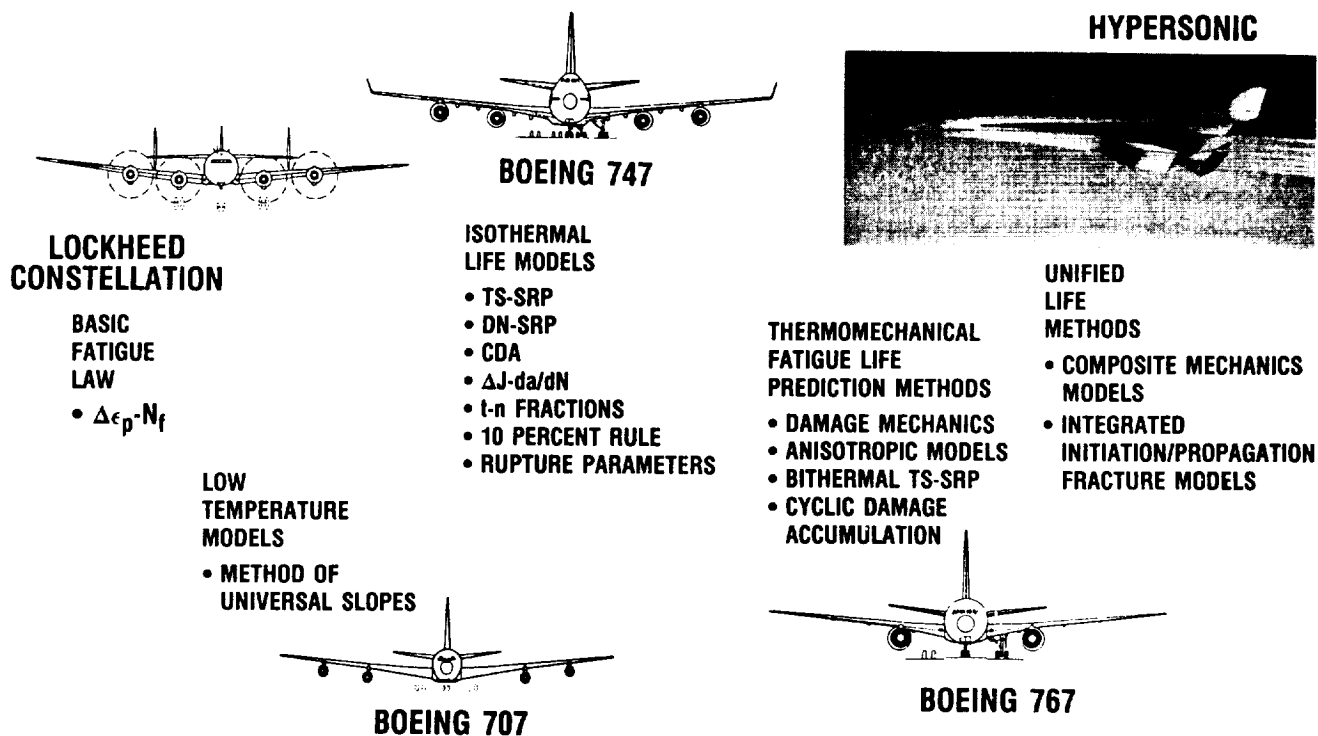 HYPERSONIC
BOEING 747
LOCKHEED
CONSTELLATION
BASIC
FATIGUE
LAW
• Δϵp-Nf
LOW
TEMPERATURE
MODELS
• METHOD OF
UNIVERSAL SLOPES
BOEING 707
ISOTHERMAL
LIFE MODELS
• TS-SRP
• DN-SRP
• CDA
• ΔJ-da/dN
• t-n FRACTIONS
• 10 PERCENT RULE
• RUPTURE PARAMETERS
THERMOMECHANICAL
FATIGUE LIFE
PREDICTION METHODS
• DAMAGE MECHANICS
• ANISOTROPIC MODELS
• BITHERMAL TS-SRP
• CYCLIC DAMAGE
ACCUMULATION
BOEING 767
UNIFIED
LIFE
METHODS
• COMPOSITE MECHANICS
MODELS
• INTEGRATED
INITIATION/PROPAGATION
FRACTURE MODELS